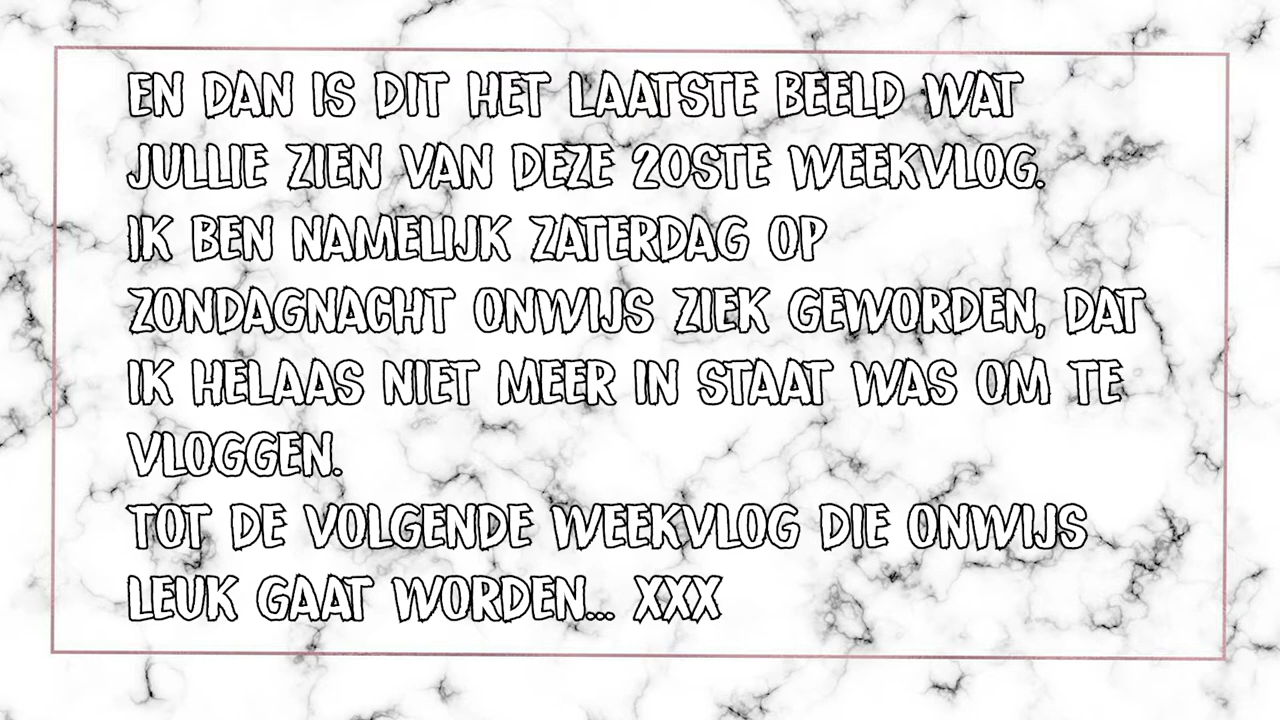 EN DAN IS DIT HET LAATSTE BEELD WAT
JULLIE ZIEN VAN DEZE 20STE WEEKVLOG.
IK BEN NAMELIJK ZATERDAG OP
ZONDAGNACHT ONWIJS ZIEK GEWORDEN, DAT
IK HELAAS NIET MEER IN STAAT WAS OM TE
VLOGGEN.
TOT DE VOLGENDE WEEKVLOG DIE ONWIJS
LEUK GAAT WORDEN... XXX